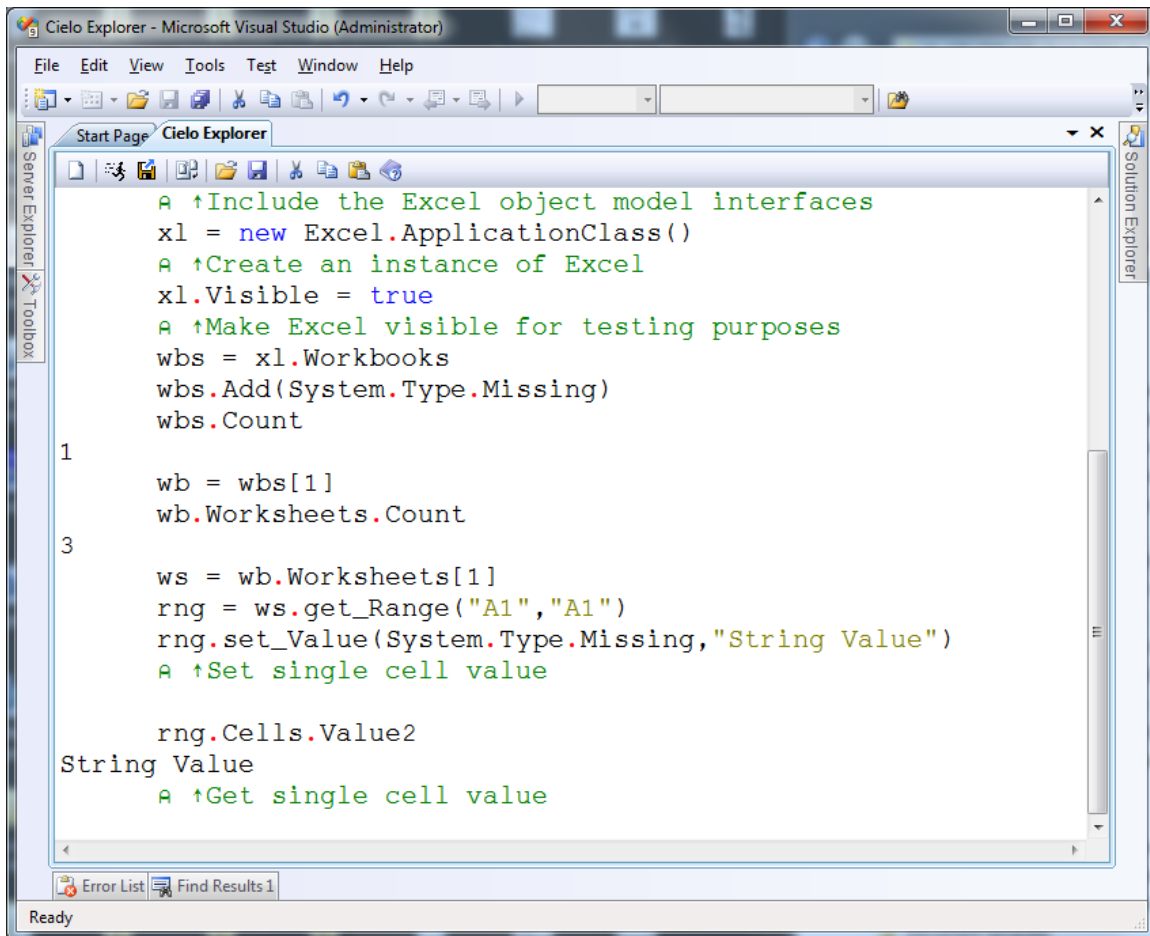 Cielo Explorer - Microsoft Visual Studio (Administrator)
File Edit View Tools Test Window Help
Start Page Cielo Explorer
Server Explorer
Toolbox
Solution Explorer
⍝ ↑Include the Excel object model interfaces
xl = new Excel.ApplicationClass()
⍝ ↑Create an instance of Excel
xl.Visible = true
⍝ ↑Make Excel visible for testing purposes
wbs = xl.Workbooks
wbs.Add(System.Type.Missing)
wbs.Count
1
wb = wbs[1]
wb.Worksheets.Count
3
ws = wb.Worksheets[1]
rng = ws.get_Range("A1","A1")
rng.set_Value(System.Type.Missing,"String Value")
⍝ ↑Set single cell value
rng.Cells.Value2
String Value
⍝ ↑Get single cell value
Error List Find Results 1
Ready